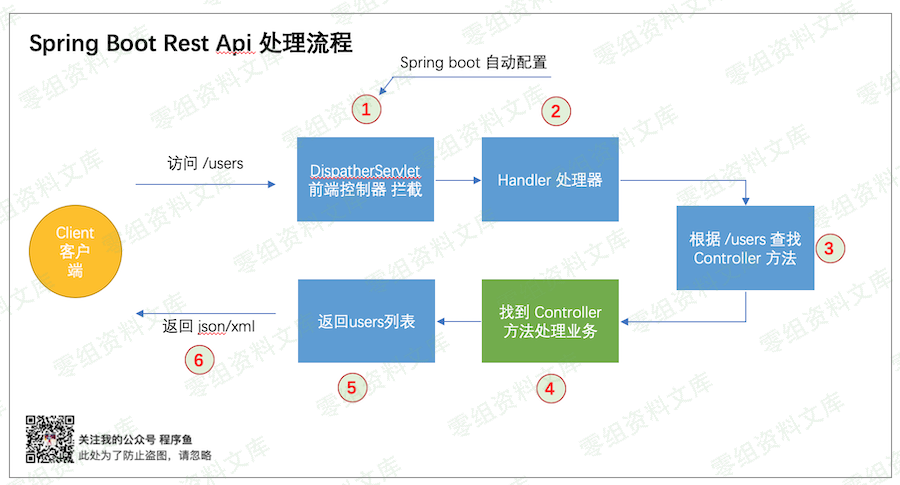 Spring Boot Rest Api 处理流程
Spring boot 自动配置
1
2
访问 /users
DispatherServlet
前端控制器 拦截
Handler 处理器
Client
客户
端
根据 /users 查找
Controller 方法
3
返回users列表
找到 Controller
方法处理业务
返回 json/xml
6
5
4
关注我的公众号 程序鱼
此处为了防止盗图，请忽略
零组资料文库